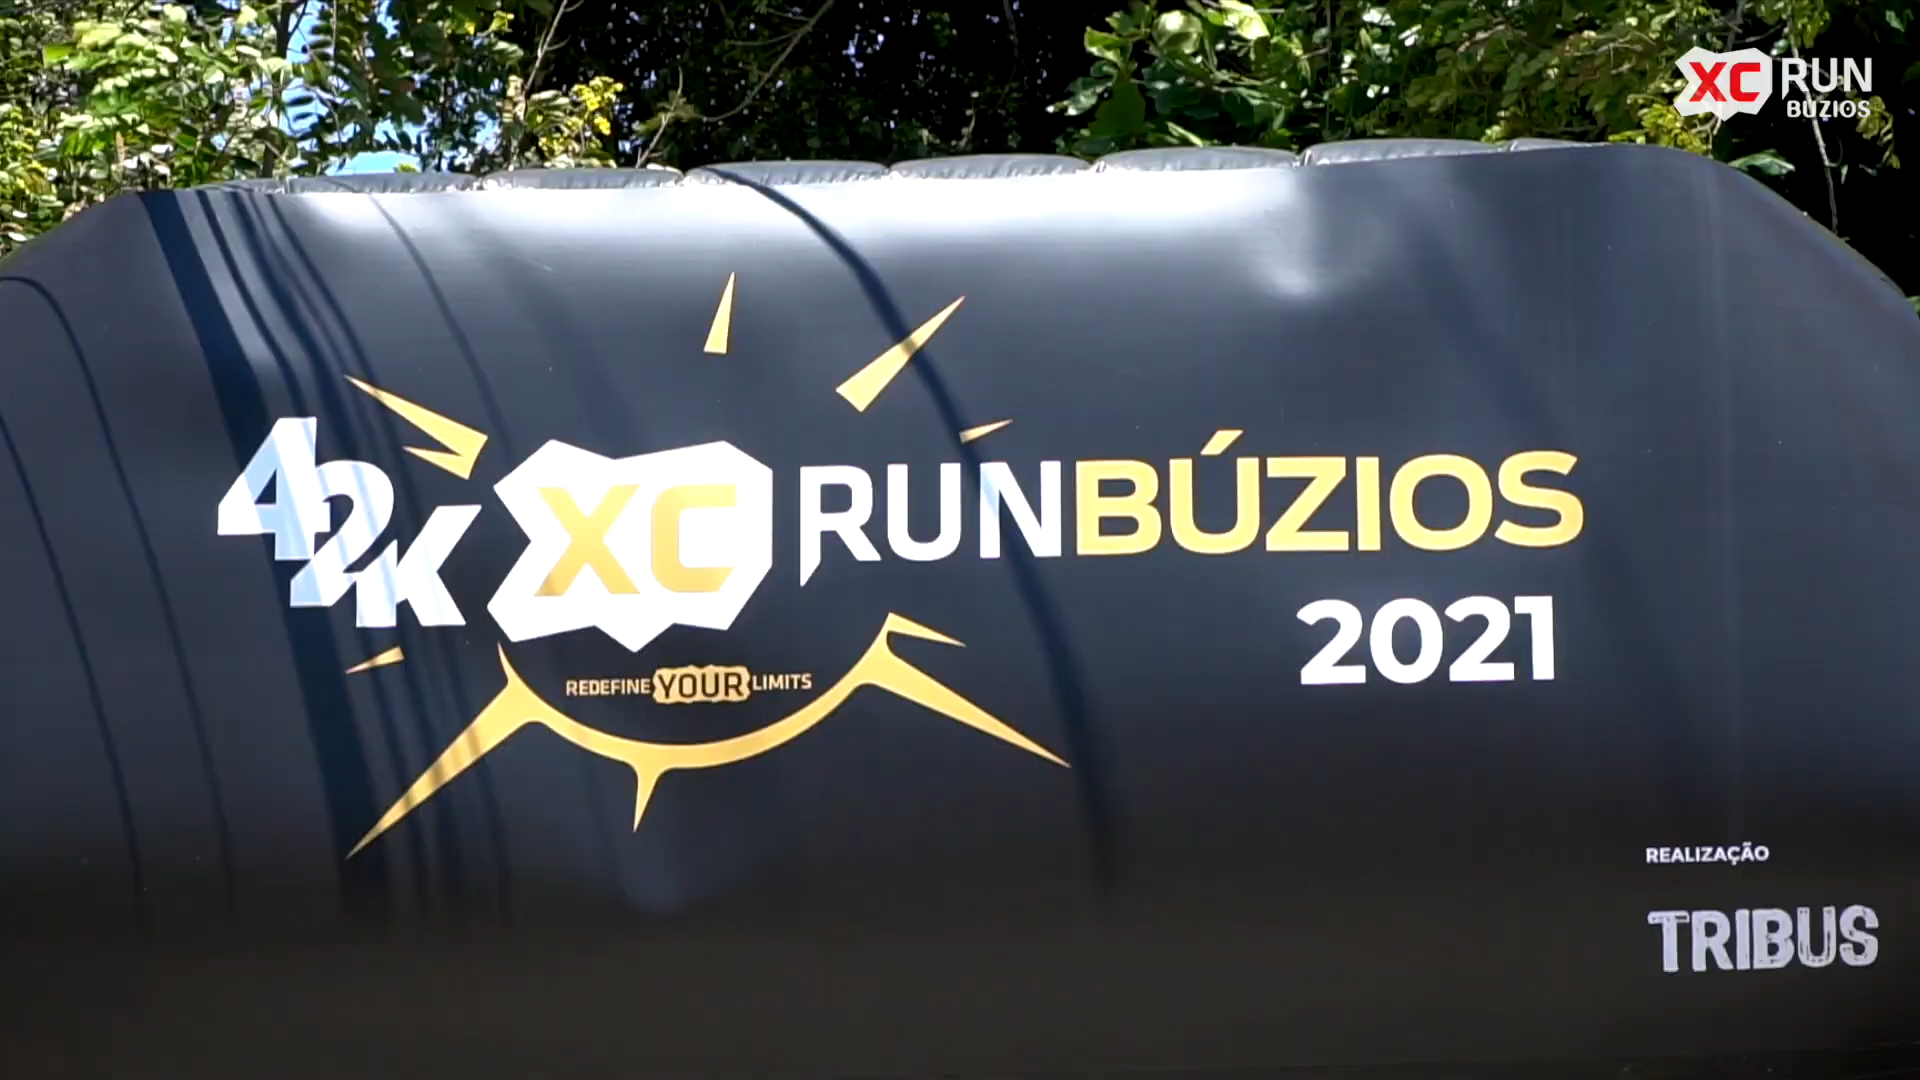 XC RUN
BÚZIOS
42K XC RUNBÚZIOS
2021
REDEFINE YOUR LIMITS
REALIZAÇÃO
TRIBUS